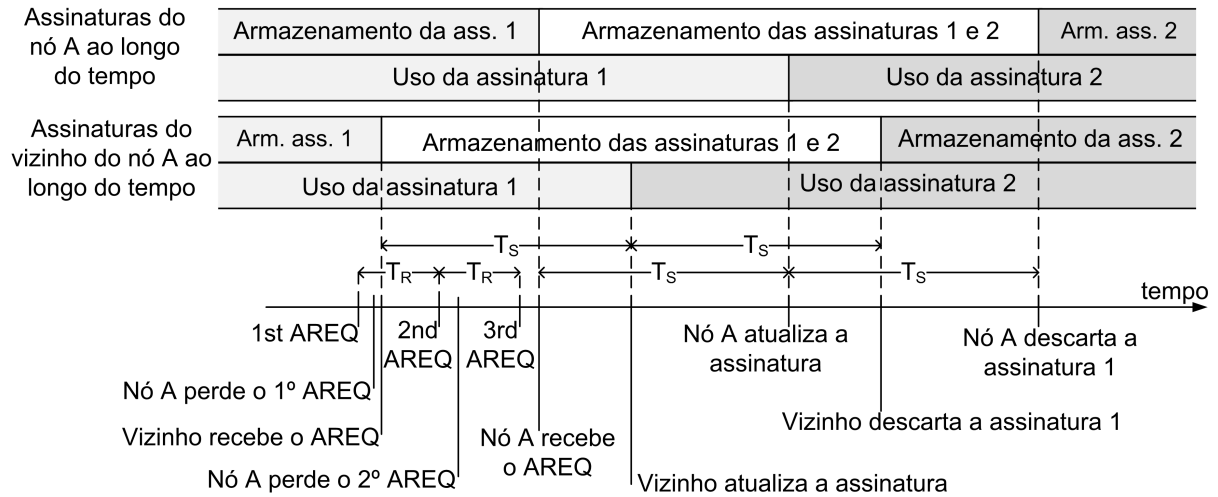 Assinaturas do
nó A ao longo
do tempo
Armazenamento da ass. 1
Armazenamento das assinaturas 1 e 2
Arm. ass. 2
Uso da assinatura 1
Uso da assinatura 2
Assinaturas do
vizinho do nó A ao
longo do tempo
Arm. ass. 1
Armazenamento das assinaturas 1 e 2
Armazenamento da ass. 2
Uso da assinatura 1
Uso da assinatura 2
TS
TS
TR
TR
TS
TS
tempo
1st AREQ
2nd
AREQ
3rd
AREQ
Nó A atualiza a
assinatura
Nó A descarta a
assinatura 1
Nó A perde o 1º AREQ
Vizinho descarta a assinatura 1
Vizinho recebe o AREQ
Nó A recebe
o AREQ
Nó A perde o 2º AREQ
Vizinho atualiza a assinatura